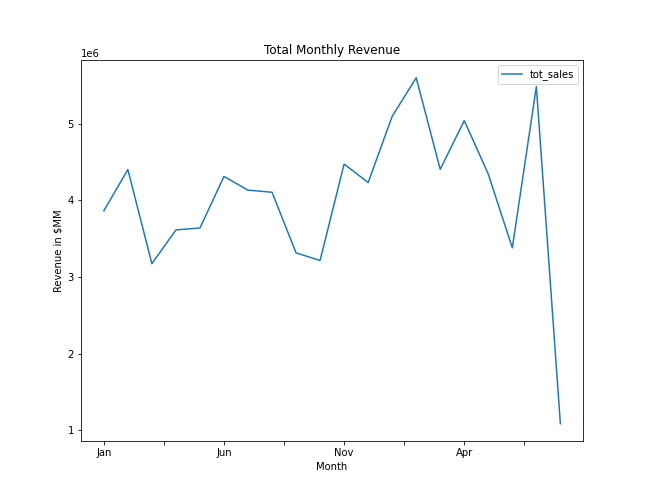 Total Monthly Revenue
1e6
tot_sales
5
4
3
2
1
Revenue in $MM
Jan Jun Nov Apr
Month